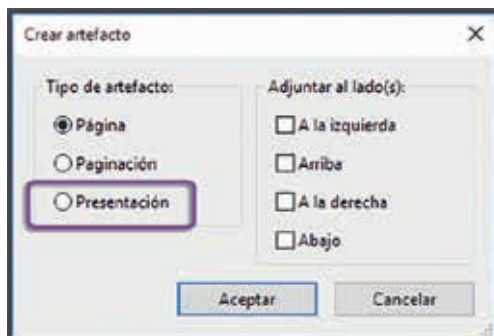 Crear artefacto
Tipo de artefacto:
Página
Paginación
Presentación
Adjuntar al lado(s):
A la izquierda
Arriba
A la derecha
Abajo
Aceptar
Cancelar